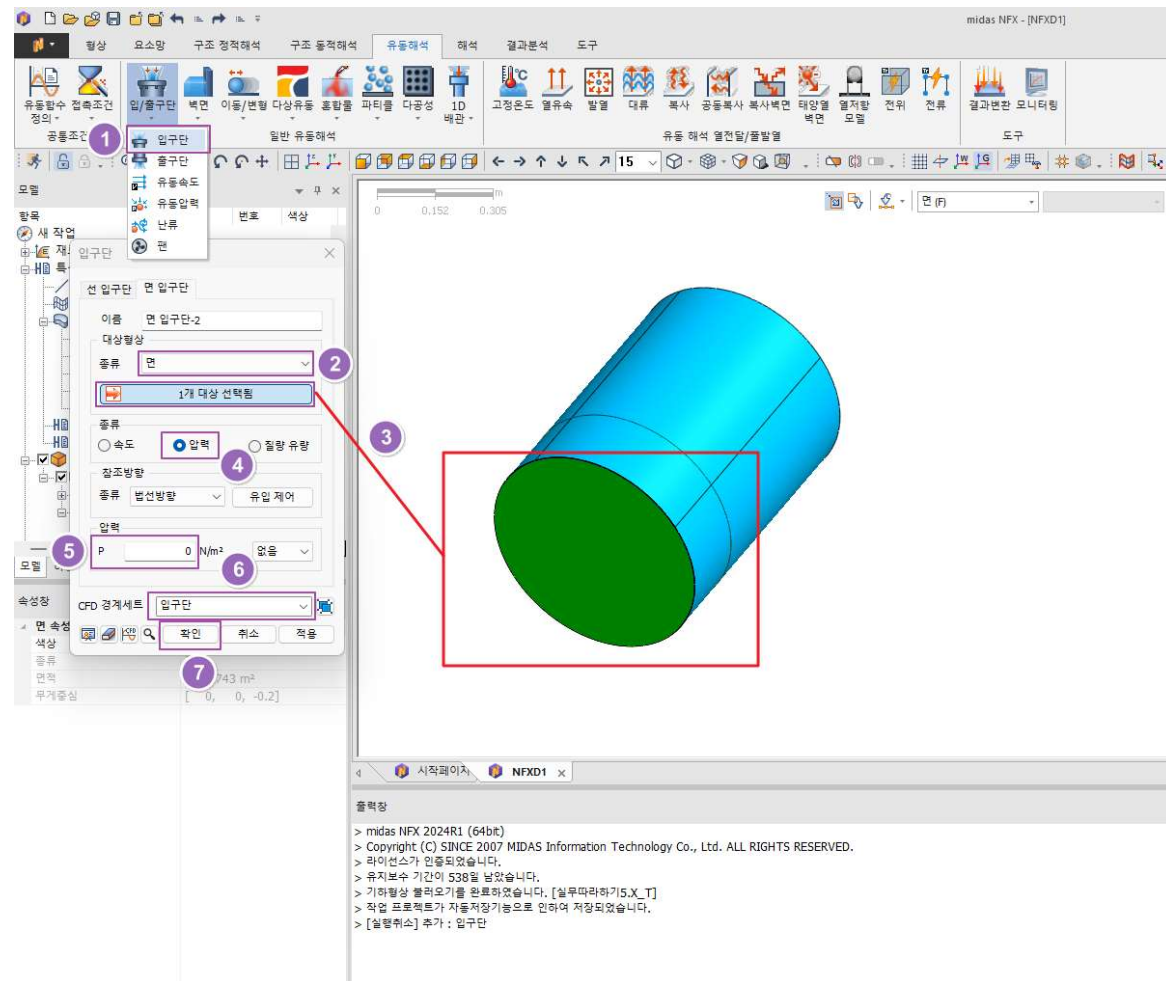 midas NFX - [NFXD1]
형상 요소망 구조 정적해석 구조 동적해석 유동해석 해석 결과분석 도구
유동함수 정의 접촉조건 입/출구단 벽면 이동/변형 다상유동 혼합물 파티클 다공성 1D 배관 고정온도 열유속 발열 대류 복사 공동복사 복사벽면 태양열 벽면 열저항 모델 전위 전류 결과변환 모니터링
공통조건 일반 유동해석 유동 해석 열전달/줄발열 도구
1
입구단
출구단
유동속도
유동압력
난류
팬
15
모델
항목 번호 색상
새 작업
0 0.152 0.305 m
면 (F)
입구단
선 입구단 면 입구단
이름 면 입구단-2
대상형상
종류 면
2
1개 대상 선택됨
3
종류
속도 압력 질량 유량
4
참조방향
종류 법선방향 유입 제어
압력
5
P 0 N/m² 없음
6
CFD 경계세트 입구단
확인 취소 적용
7
모델
속성창
면 속성
색상
종류
면적 743 m²
무게중심 [ 0, 0, -0.2]
시작페이지 NFXD1
출력창
> midas NFX 2024R1 (64bit)
> Copyright (C) SINCE 2007 MIDAS Information Technology Co., Ltd. ALL RIGHTS RESERVED.
> 라이선스가 인증되었습니다.
> 유지보수 기간이 538일 남았습니다.
> 기하형상 불러오기를 완료하였습니다. [실무따라하기5.X_T]
> 작업 프로젝트가 자동저장기능으로 인하여 저장되었습니다.
> [실행취소] 추가 : 입구단